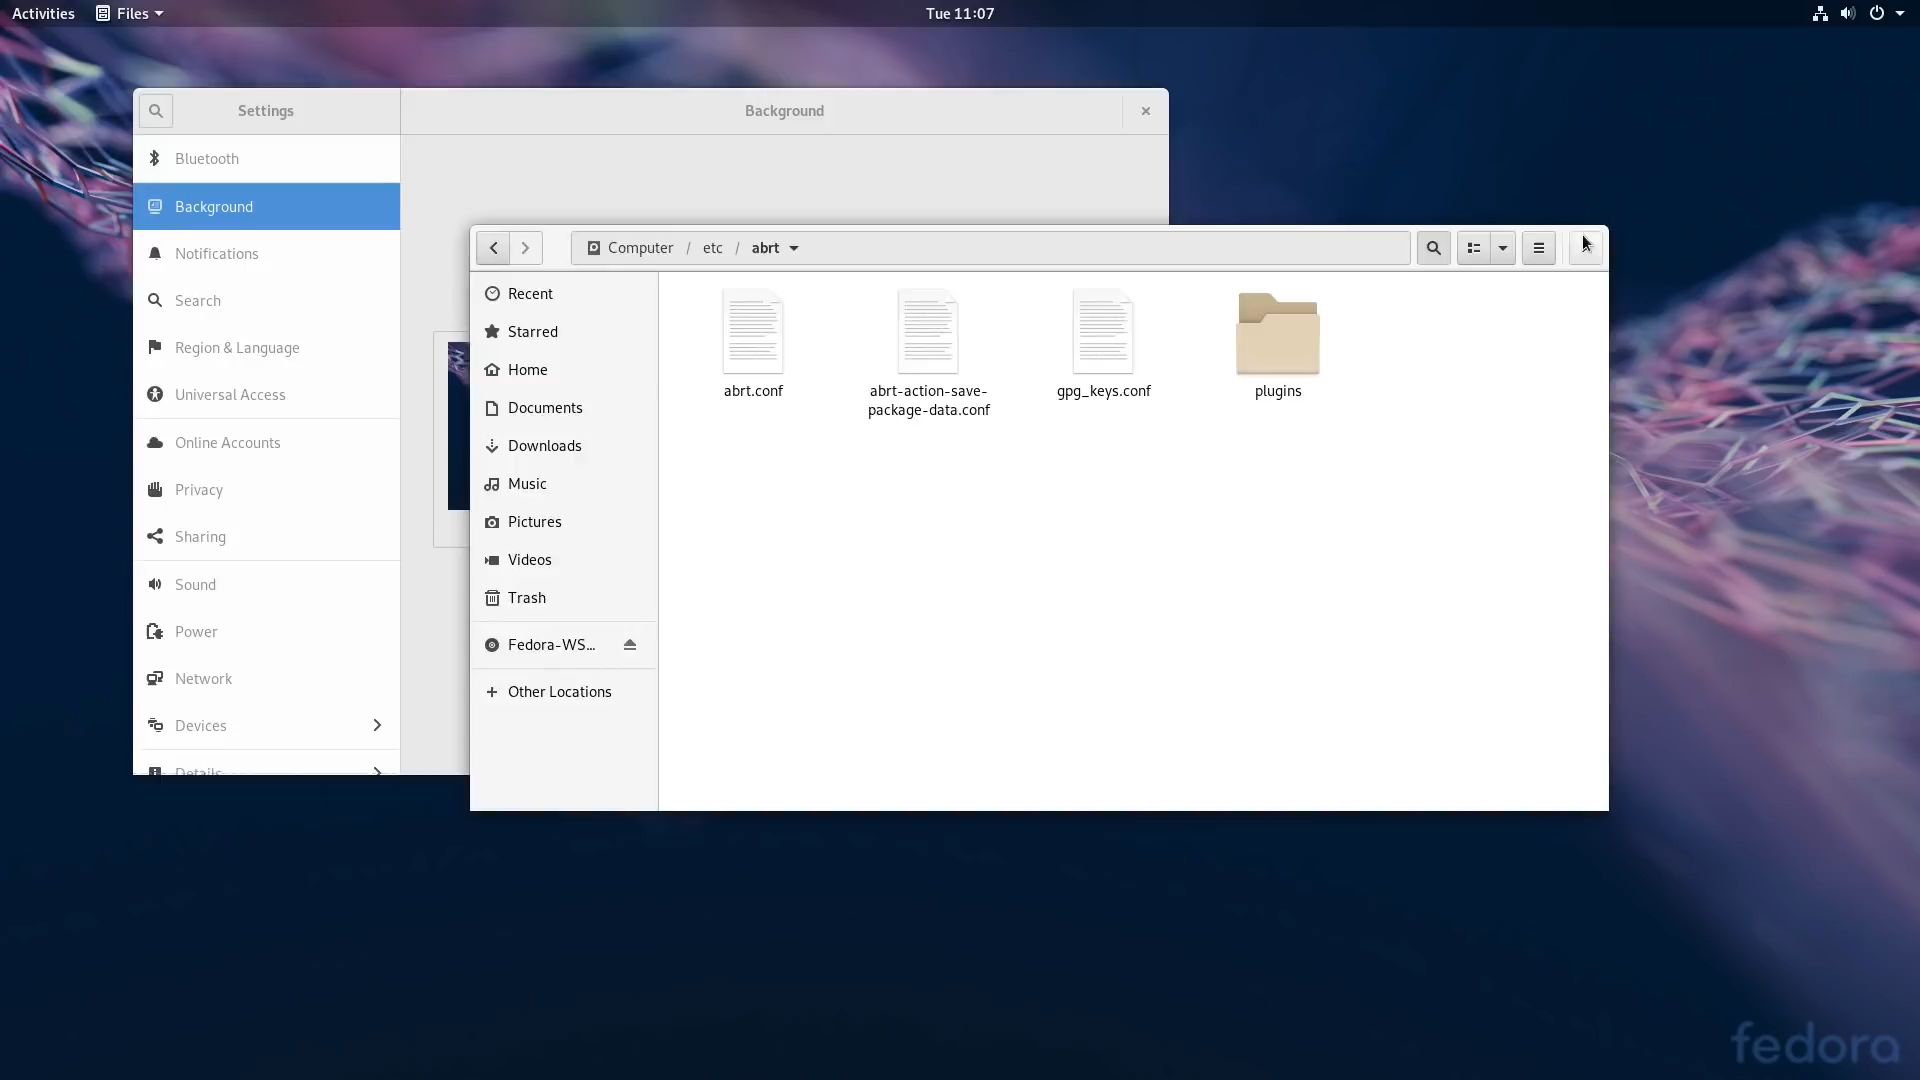 Activities
Files
Tue 11:07
Settings
Background
Bluetooth
Background
Notifications
Search
Region & Language
Universal Access
Online Accounts
Privacy
Sharing
Sound
Power
Network
Devices
Details
Computer / etc / abrt
Recent
Starred
Home
Documents
Downloads
Music
Pictures
Videos
Trash
Fedora-WS...
Other Locations
abrt.conf
abrt-action-save-
package-data.conf
gpg_keys.conf
plugins
fedora